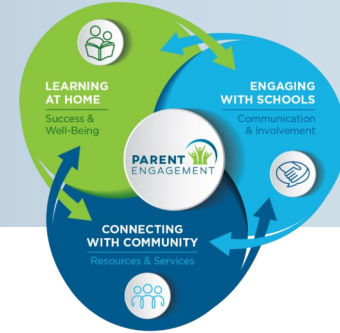 LEARNING
AT HOME
Success &
Well-Being
ENGAGING
WITH SCHOOLS
Communication
& Involvement
PARENT
ENGAGEMENT
CONNECTING
WITH COMMUNITY
Resources & Services